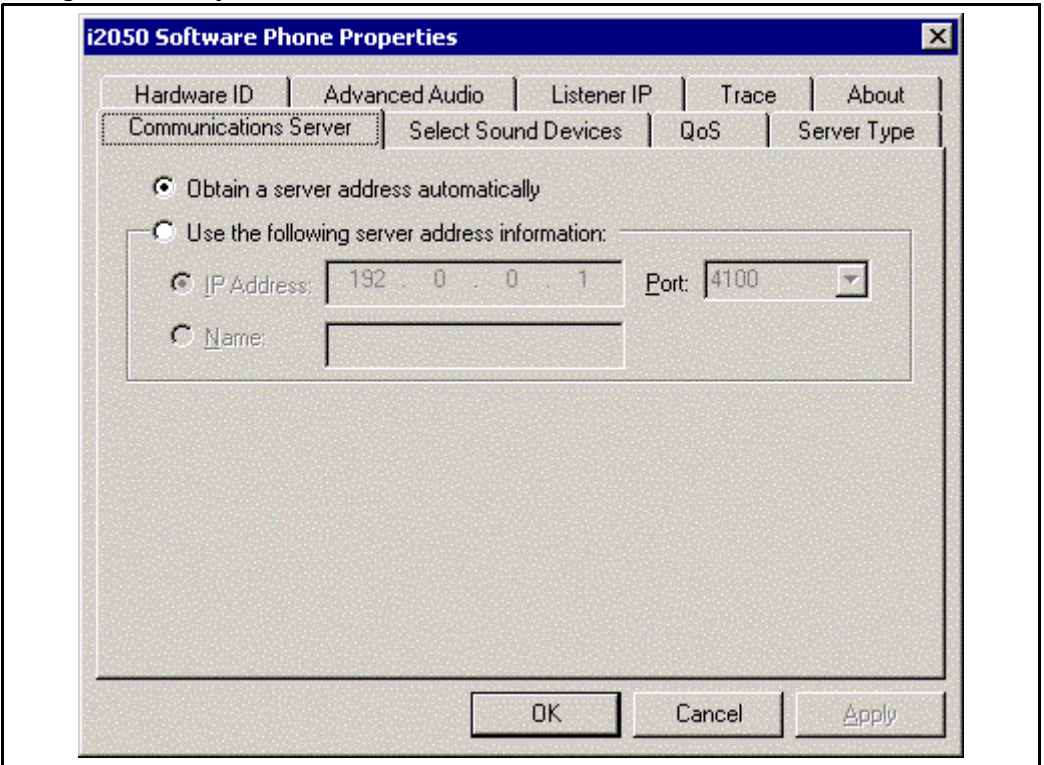 i2050 Software Phone Properties
Hardware ID Advanced Audio Listener IP Trace About
Communications Server Select Sound Devices QoS Server Type
Obtain a server address automatically
Use the following server address information:
IP Address: 192 . 0 . 0 . 1 Port: 4100
Name:
OK Cancel Apply